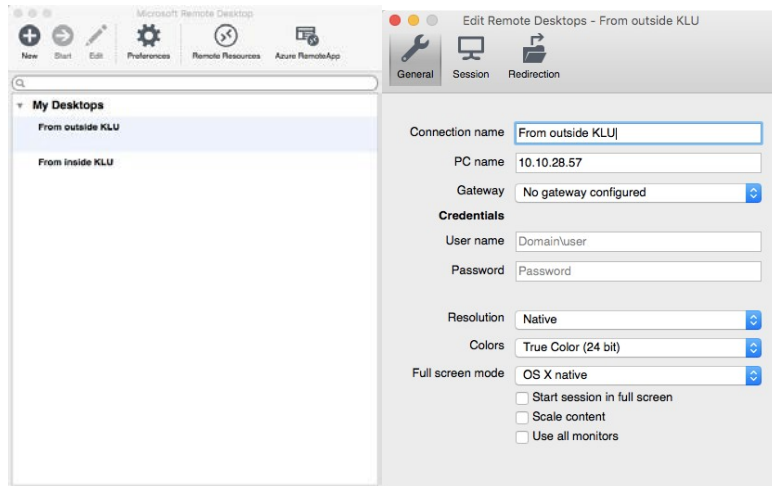 Microsoft Remote Desktop
New Start Edit Preferences Remote Resources Azure RemoteApp
My Desktops
From outside KLU
From inside KLU
Edit Remote Desktops - From outside KLU
General Session Redirection
Connection name From outside KLU
PC name 10.10.28.57
Gateway No gateway configured
Credentials
User name Domain\user
Password Password
Resolution Native
Colors True Color (24 bit)
Full screen mode OS X native
Start session in full screen
Scale content
Use all monitors